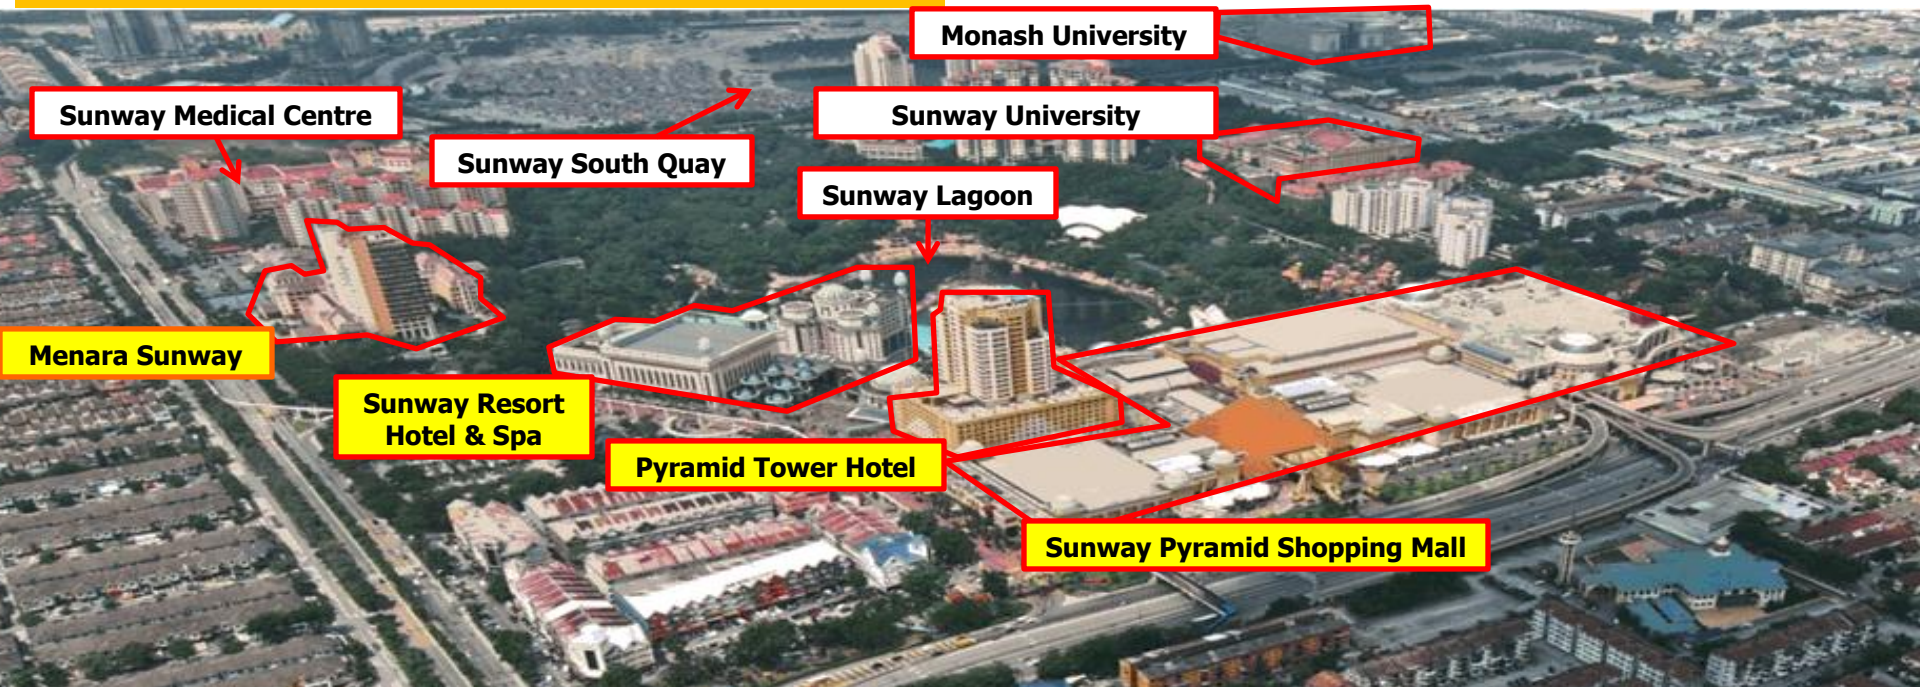 Monash University
Sunway Medical Centre
Sunway University
Sunway South Quay
Sunway Lagoon
Menara Sunway
Sunway Resort
Hotel & Spa
Pyramid Tower Hotel
Sunway Pyramid Shopping Mall